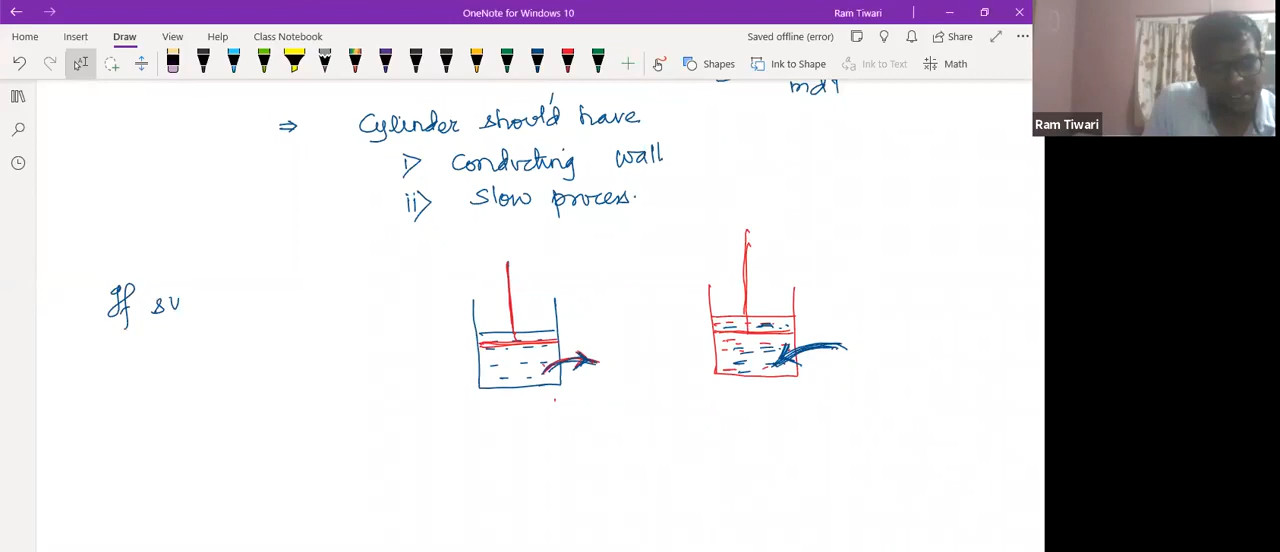 OneNote for Windows 10
Ram Tiwari
Home Insert Draw View Help Class Notebook
Saved offline (error) Share
Shapes Ink to Shape Ink to Text Math
⇒ Cylinder should have
i> Conducting wall
ii> Slow process.
If su
Ram Tiwari